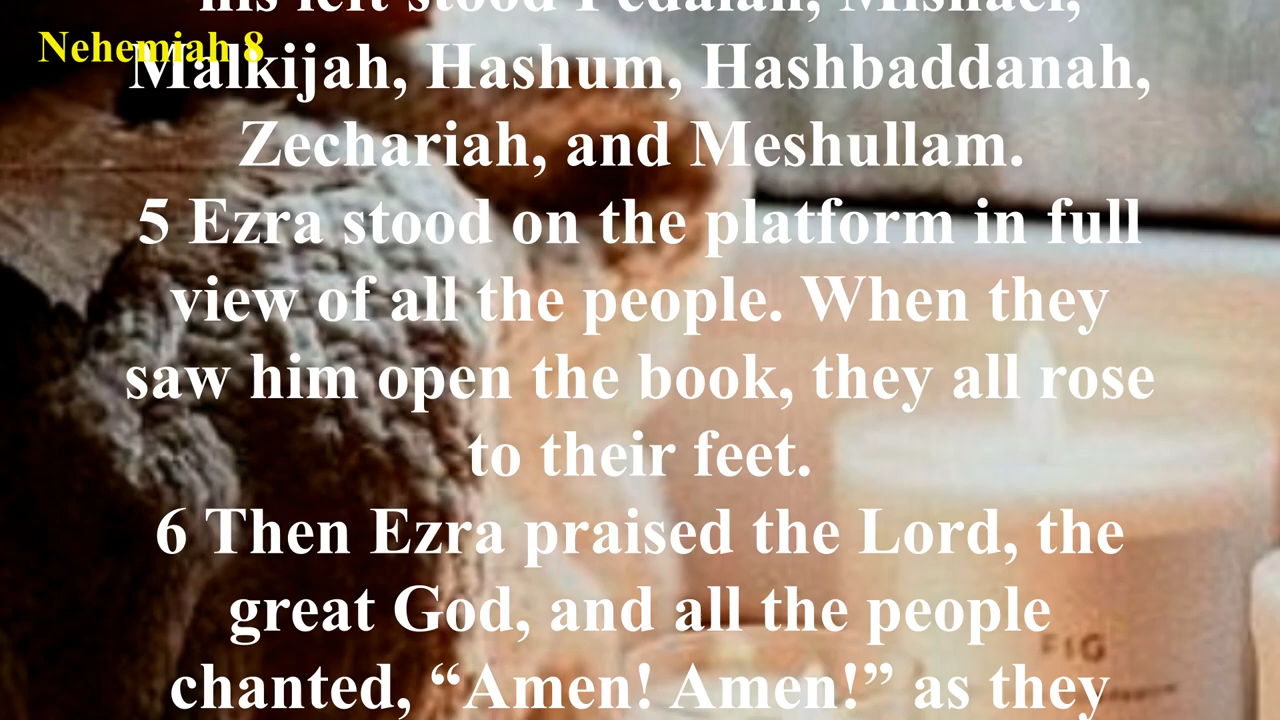 his left stood Pedaiah, Mishael,
Nehemiah 8
Malkijah, Hashum, Hashbaddanah,
Zechariah, and Meshullam.
5 Ezra stood on the platform in full
view of all the people. When they
saw him open the book, they all rose
to their feet.
6 Then Ezra praised the Lord, the
great God, and all the people
chanted, “Amen! Amen!” as they
FIG